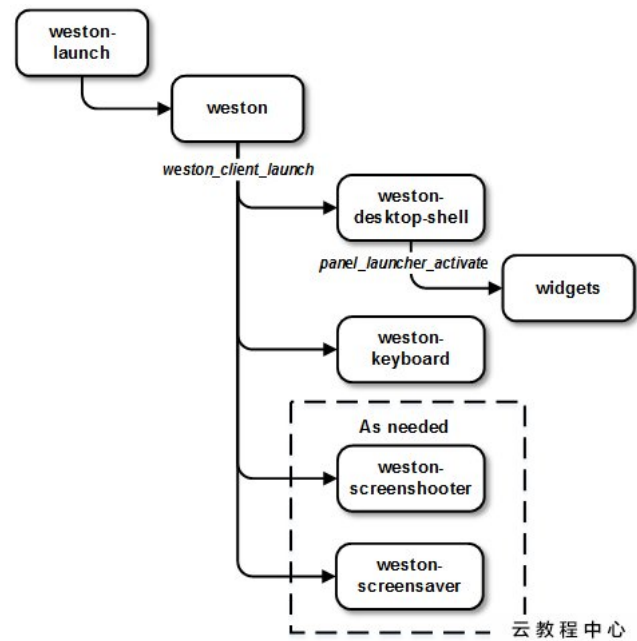 weston-
launch
weston
weston_client_launch
weston-
desktop-shell
panel_launcher_activate
widgets
weston-
keyboard
As needed
weston-
screenshooter
weston-
screensaver
云教程中心